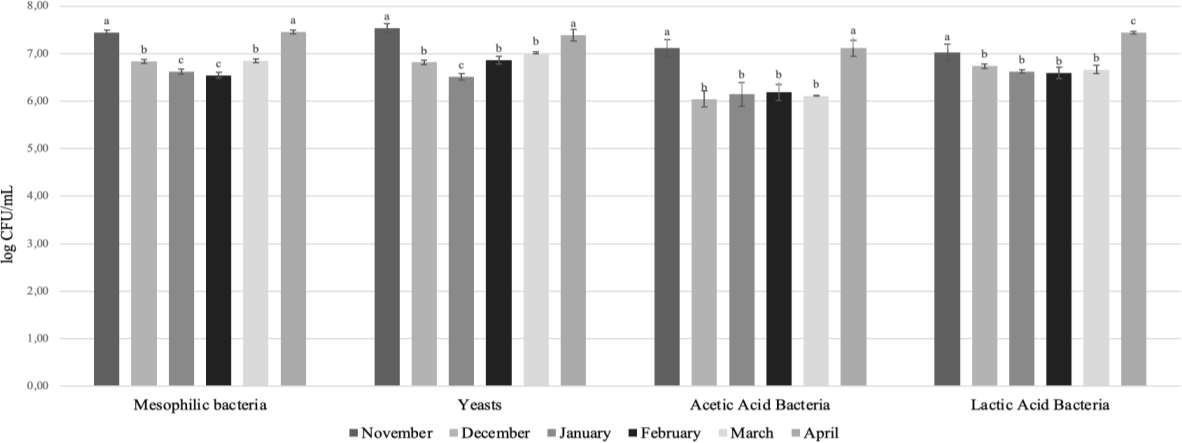 8,00
7,00
6,00
5,00
4,00
3,00
2,00
1,00
0,00
log CFU/mL
a b c c b a
a b c b b a
a b b b b a
a b b b b c
Mesophilic bacteria Yeasts Acetic Acid Bacteria Lactic Acid Bacteria
November December January February March April